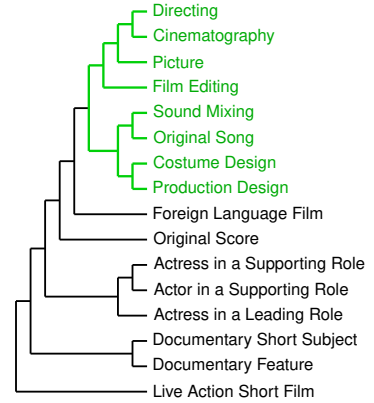 Directing
Cinematography
Picture
Film Editing
Sound Mixing
Original Song
Costume Design
Production Design
Foreign Language Film
Original Score
Actress in a Supporting Role
Actor in a Supporting Role
Actress in a Leading Role
Documentary Short Subject
Documentary Feature
Live Action Short Film